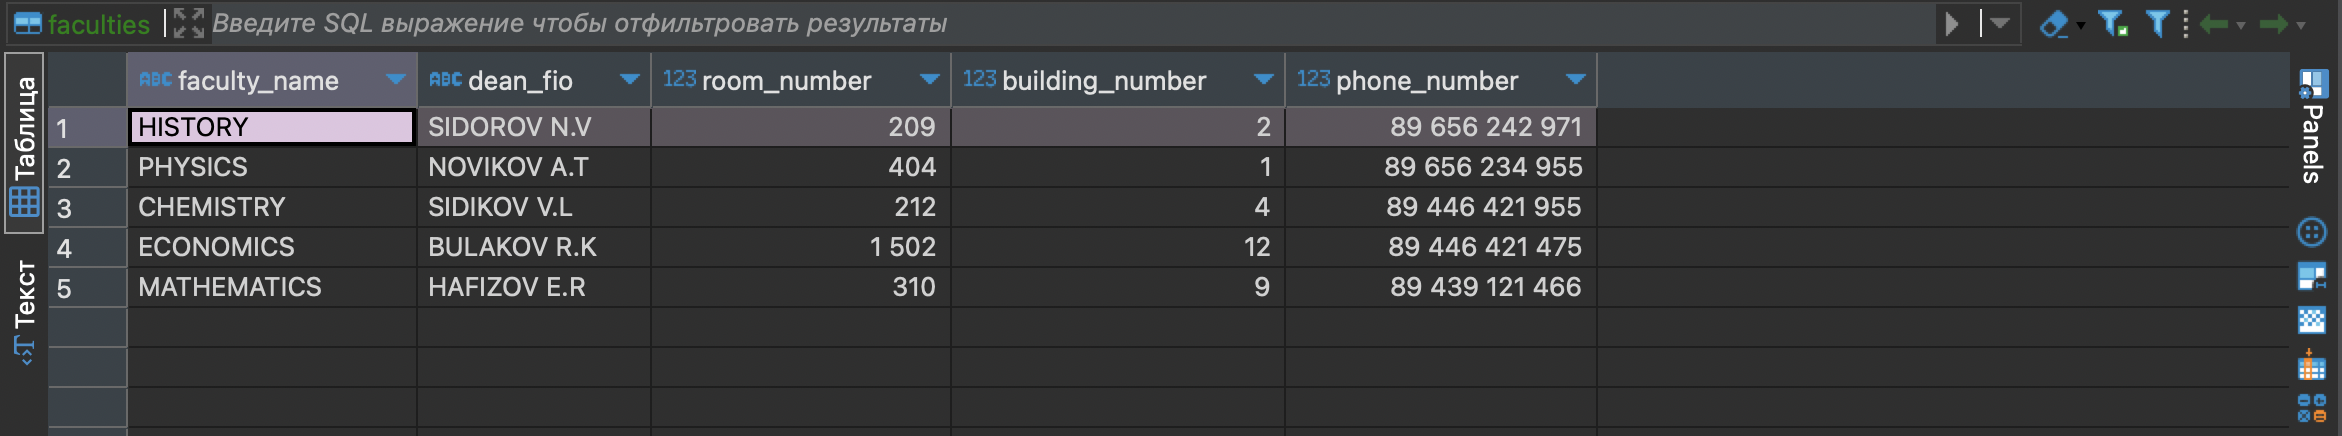 faculties Введите SQL выражение чтобы отфильтровать результаты
ABC faculty_name ABC dean_fio 123 room_number 123 building_number 123 phone_number
1 HISTORY SIDOROV N.V 209 2 89 656 242 971
2 PHYSICS NOVIKOV A.T 404 1 89 656 234 955
3 CHEMISTRY SIDIKOV V.L 212 4 89 446 421 955
4 ECONOMICS BULAKOV R.K 1 502 12 89 446 421 475
5 MATHEMATICS HAFIZOV E.R 310 9 89 439 121 466
Таблица
Текст
Panels